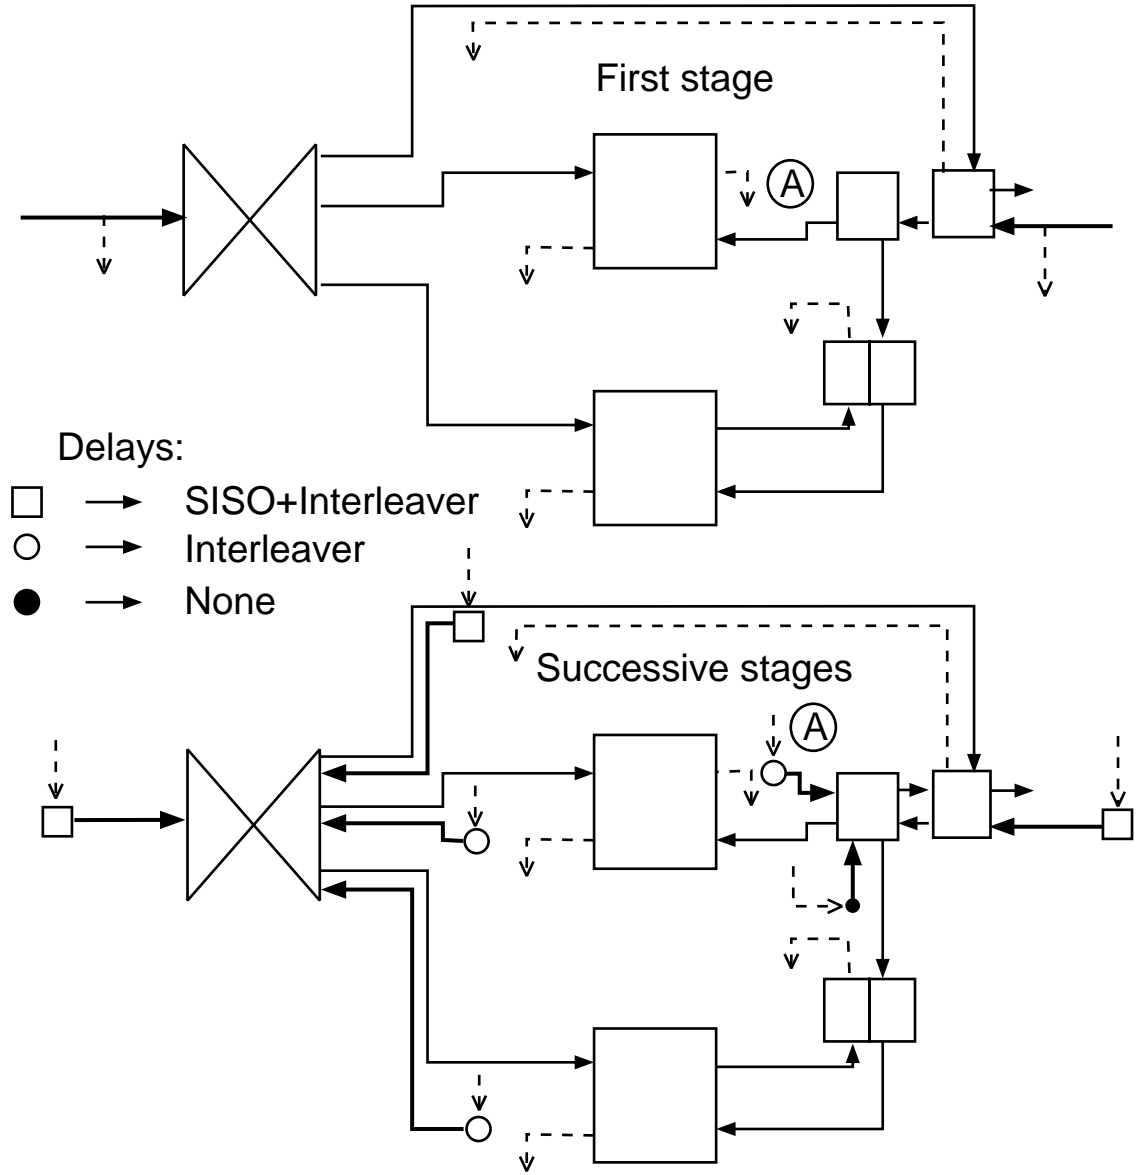 First stage
A
Delays:
SISO+Interleaver
Interleaver
None
Successive stages
A